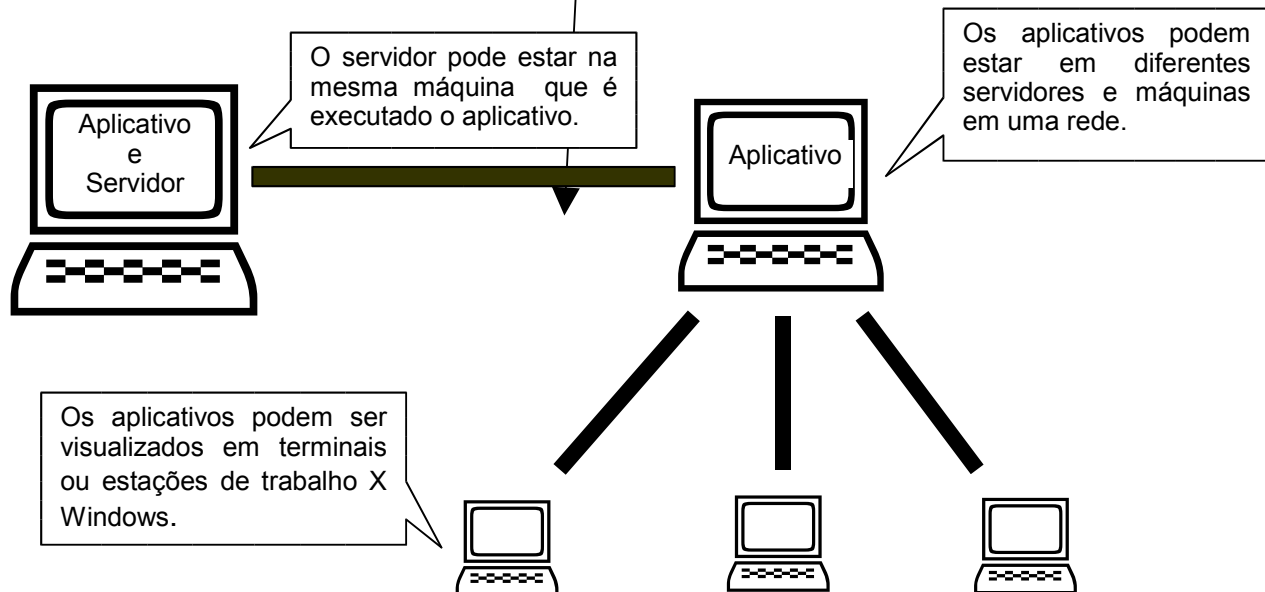 O servidor pode estar na
mesma máquina que é
executado o aplicativo.
Os aplicativos podem
estar em diferentes
servidores e máquinas
em uma rede.
Aplicativo
e
Servidor
Aplicativo
Os aplicativos podem ser
visualizados em terminais
ou estações de trabalho X
Windows.